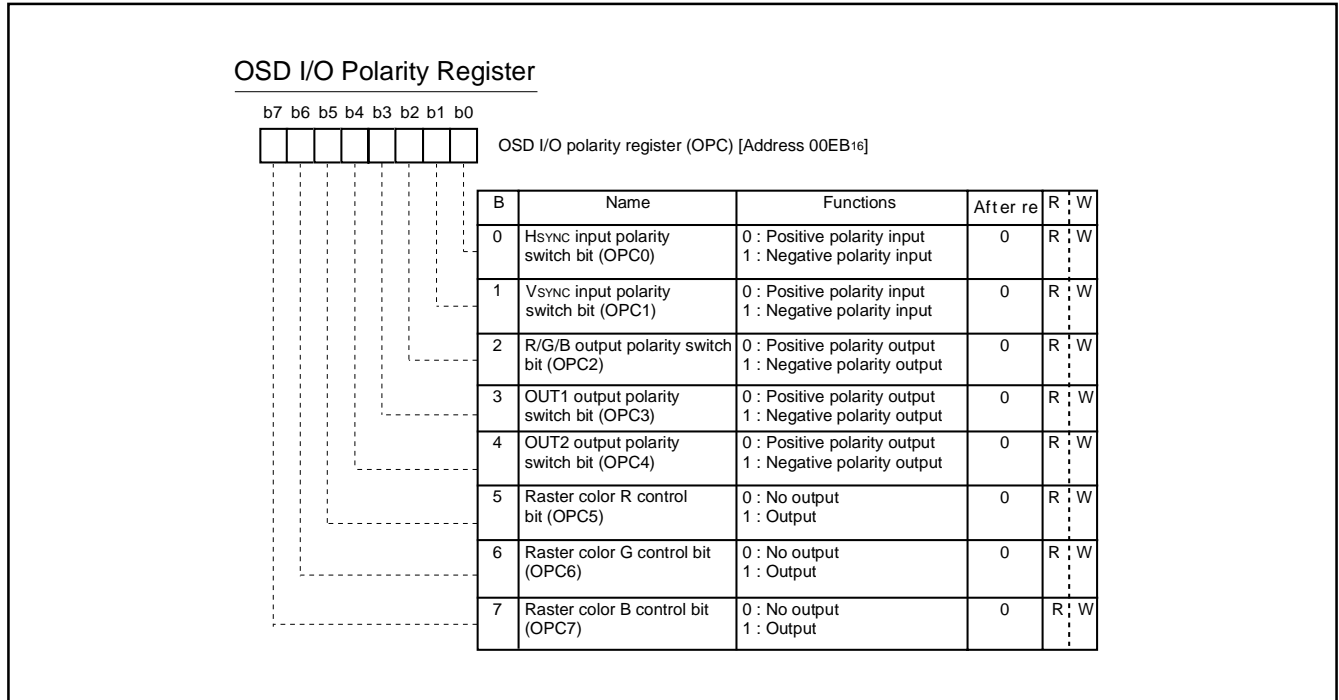 OSD I/O Polarity Register
b7 b6 b5 b4 b3 b2 b1 b0
OSD I/O polarity register (OPC) [Address 00EB16]
B Name Functions After re R W
0 HSYNC input polarity switch bit (OPC0) 0 : Positive polarity input 1 : Negative polarity input 0 R W
1 VSYNC input polarity switch bit (OPC1) 0 : Positive polarity input 1 : Negative polarity input 0 R W
2 R/G/B output polarity switch bit (OPC2) 0 : Positive polarity output 1 : Negative polarity output 0 R W
3 OUT1 output polarity switch bit (OPC3) 0 : Positive polarity output 1 : Negative polarity output 0 R W
4 OUT2 output polarity switch bit (OPC4) 0 : Positive polarity output 1 : Negative polarity output 0 R W
5 Raster color R control bit (OPC5) 0 : No output 1 : Output 0 R W
6 Raster color G control bit (OPC6) 0 : No output 1 : Output 0 R W
7 Raster color B control bit (OPC7) 0 : No output 1 : Output 0 R W